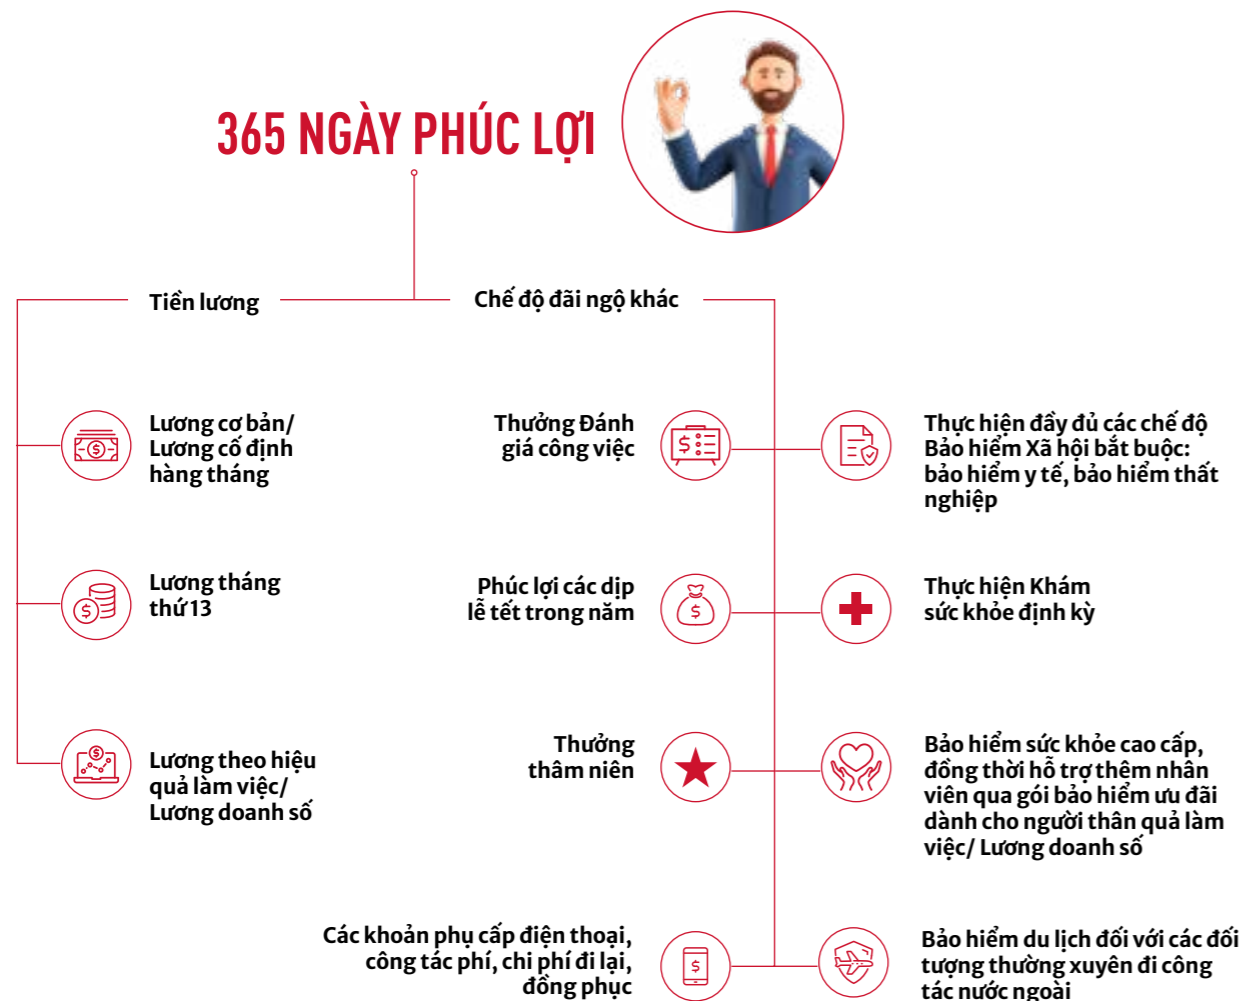 365 NGÀY PHÚC LỢI
Tiền lương
Chế độ đãi ngộ khác
Lương cơ bản/
Lương cố định
hàng tháng
Lương tháng
thứ 13
Lương theo hiệu
quả làm việc/
Lương doanh số
Thưởng Đánh
giá công việc
Phúc lợi các dịp
lễ tết trong năm
Thưởng
thâm niên
Các khoản phụ cấp điện thoại,
công tác phí, chi phí đi lại,
đồng phục
Thực hiện đầy đủ các chế độ
Bảo hiểm Xã hội bắt buộc:
bảo hiểm y tế, bảo hiểm thất
nghiệp
Thực hiện Khám
sức khỏe định kỳ
Bảo hiểm sức khỏe cao cấp,
đồng thời hỗ trợ thêm nhân
viên qua gói bảo hiểm ưu đãi
dành cho người thân quả làm
việc/ Lương doanh số
Bảo hiểm du lịch đối với các đối
tượng thường xuyên đi công
tác nước ngoài